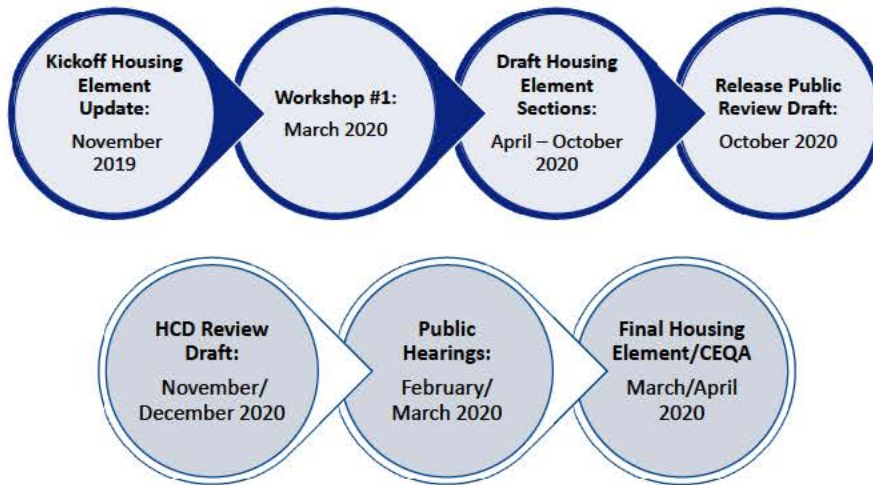 Kickoff Housing
Element
Update:
November
2019
Workshop #1:
March 2020
Draft Housing
Element
Sections:
April – October
2020
Release Public
Review Draft:
October 2020
HCD Review
Draft:
November/
December 2020
Public
Hearings:
February/
March 2020
Final Housing
Element/CEQA
March/April
2020